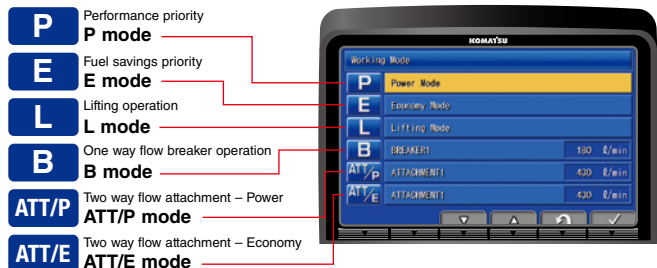 P
Performance priority
P mode
E
Fuel savings priority
E mode
L
Lifting operation
L mode
B
One way flow breaker operation
B mode
ATT/P
Two way flow attachment – Power
ATT/P mode
ATT/E
Two way flow attachment – Economy
ATT/E mode
KOMATSU
Working Mode
P Power Mode
E Economy Mode
L Lifting Mode
B BREAKER1 180 ℓ/min
ATT/P ATTACHMENT1 430 ℓ/min
ATT/E ATTACHMENT1 430 ℓ/min